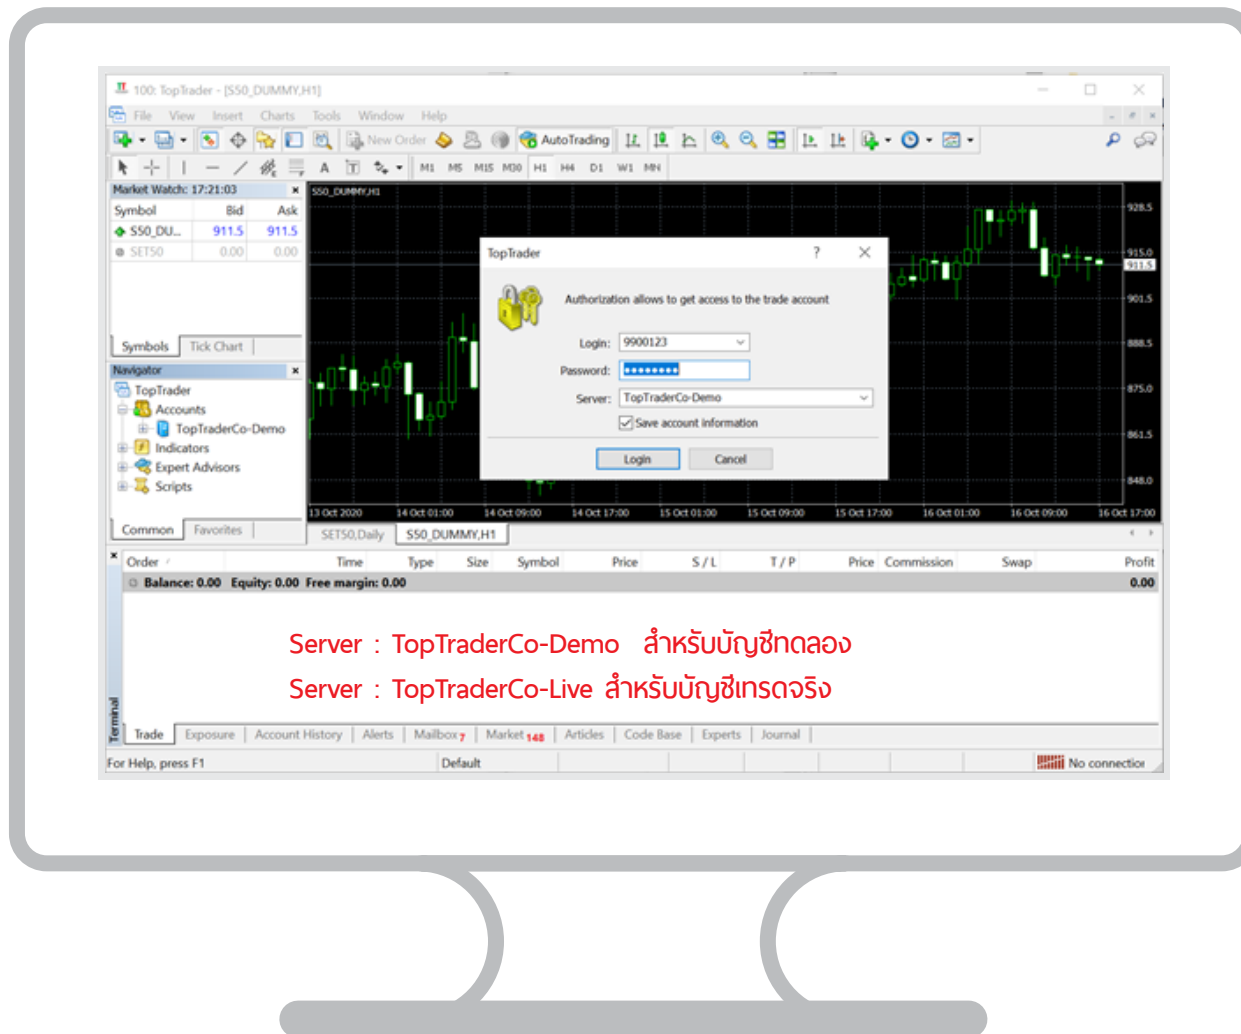 100: TopTrader - [S50_DUMMY,H1]
File View Insert Charts Tools Window Help
New Order AutoTrading
A T M1 M5 M15 M30 H1 H4 D1 W1 MN
Market Watch: 17:21:03
Symbol Bid Ask
S50_DU... 911.5 911.5
SET50 0.00 0.00
Symbols Tick Chart
Navigator
TopTrader
Accounts
TopTraderCo-Demo
Indicators
Expert Advisors
Scripts
Common Favorites
S50_DUMMY,H1
928.5
915.0
911.5
901.5
888.5
875.0
861.5
848.0
13 Oct 2020 14 Oct 01:00 14 Oct 09:00 14 Oct 17:00 15 Oct 01:00 15 Oct 09:00 15 Oct 17:00 16 Oct 01:00 16 Oct 09:00 16 Oct 17:00
SET50,Daily S50_DUMMY,H1
TopTrader ?
Authorization allows to get access to the trade account
Login: 9900123
Password: ●●●●●●●●
Server: TopTraderCo-Demo
Save account information
Login Cancel
Order Time Type Size Symbol Price S / L T / P Price Commission Swap Profit
Balance: 0.00 Equity: 0.00 Free margin: 0.00 0.00
Server : TopTraderCo-Demo สำหรับบัญชีทดลอง
Server : TopTraderCo-Live สำหรับบัญชีเทรดจริง
Terminal
Trade Exposure Account History Alerts Mailbox 7 Market 148 Articles Code Base Experts Journal
For Help, press F1 Default No connection